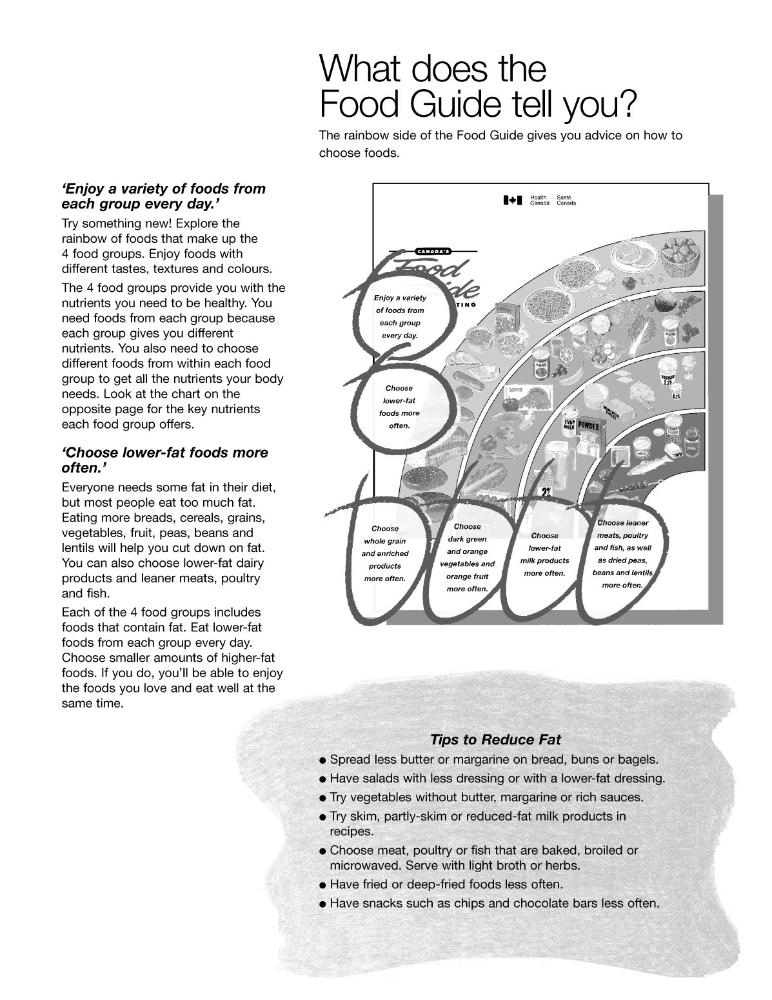 What does the
Food Guide tell you?
The rainbow side of the Food Guide gives you advice on how to
choose foods.
‘Enjoy a variety of foods from
each group every day.’
Try something new! Explore the
rainbow of foods that make up the
4 food groups. Enjoy foods with
different tastes, textures and colours.
The 4 food groups provide you with the
nutrients you need to be healthy. You
need foods from each group because
each group gives you different
nutrients. You also need to choose
different foods from within each food
group to get all the nutrients your body
needs. Look at the chart on the
opposite page for the key nutrients
each food group offers.
‘Choose lower-fat foods more
often.’
Everyone needs some fat in their diet,
but most people eat too much fat.
Eating more breads, cereals, grains,
vegetables, fruit, peas, beans and
lentils will help you cut down on fat.
You can also choose lower-fat dairy
products and leaner meats, poultry
and fish.
Each of the 4 food groups includes
foods that contain fat. Eat lower-fat
foods from each group every day.
Choose smaller amounts of higher-fat
foods. If you do, you’ll be able to enjoy
the foods you love and eat well at the
same time.
Health Santé
Canada Canada
CANADA'S
Food
ide
TING
Enjoy a variety
of foods from
each group
every day.
Choose
lower-fat
foods more
often.
YOGOURT
2.2%
EVAP
MILK
POWDER
TOFU
2%
Choose
whole grain
and enriched
products
more often.
Choose
dark green
and orange
vegetables and
orange fruit
more often.
Choose
lower-fat
milk products
more often.
Choose leaner
meats, poultry
and fish, as well
as dried peas,
beans and lentils
more often.
Tips to Reduce Fat
● Spread less butter or margarine on bread, buns or bagels.
● Have salads with less dressing or with a lower-fat dressing.
● Try vegetables without butter, margarine or rich sauces.
● Try skim, partly-skim or reduced-fat milk products in
recipes.
● Choose meat, poultry or fish that are baked, broiled or
microwaved. Serve with light broth or herbs.
● Have fried or deep-fried foods less often.
● Have snacks such as chips and chocolate bars less often.